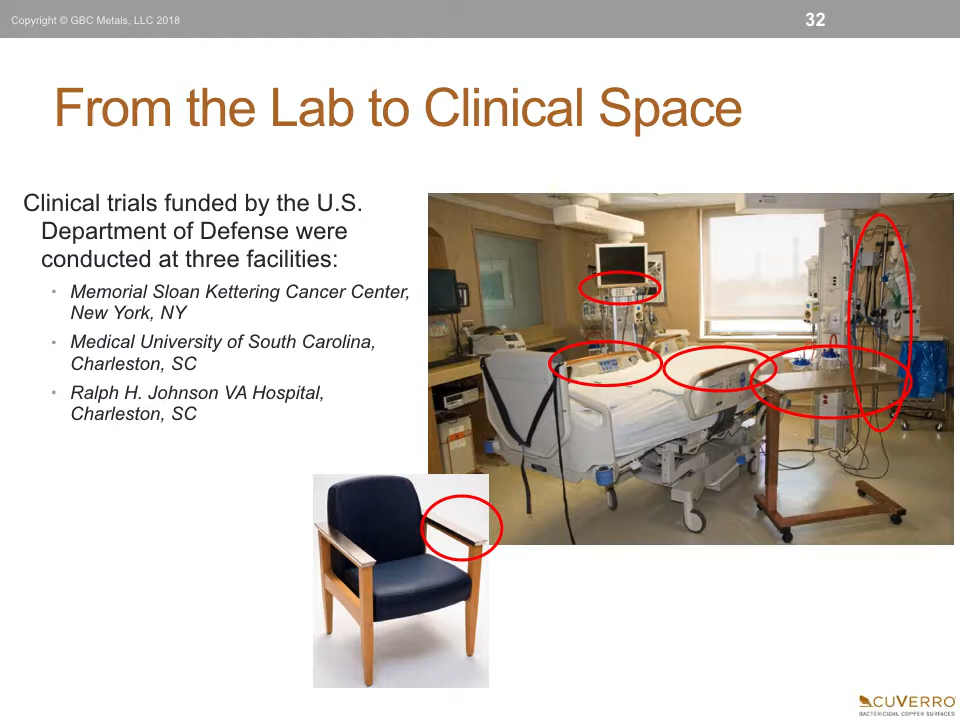 Copyright © GBC Metals, LLC 2018
32
From the Lab to Clinical Space
Clinical trials funded by the U.S.
Department of Defense were
conducted at three facilities:
• Memorial Sloan Kettering Cancer Center,
New York, NY
• Medical University of South Carolina,
Charleston, SC
• Ralph H. Johnson VA Hospital,
Charleston, SC
CUVERRO
BACTERICIDAL COPPER SURFACES